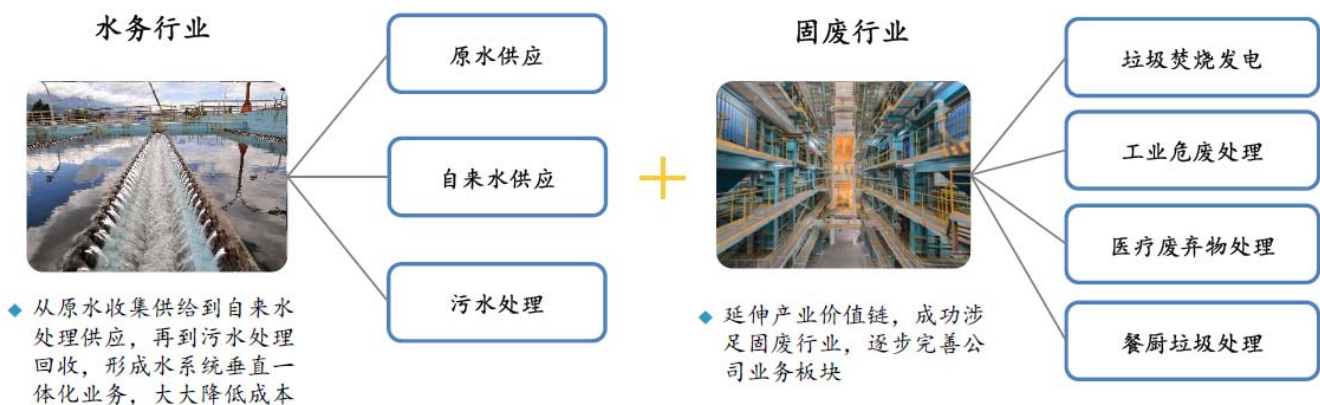 水务行业
原水供应
自来水供应
污水处理
从原水收集供给到自来水
处理供应，再到污水处理
回收，形成水系统垂直一
体化业务，大大降低成本
固废行业
垃圾焚烧发电
工业危废处理
医疗废弃物处理
餐厨垃圾处理
延伸产业价值链，成功涉
足固废行业，逐步完善公
司业务板块